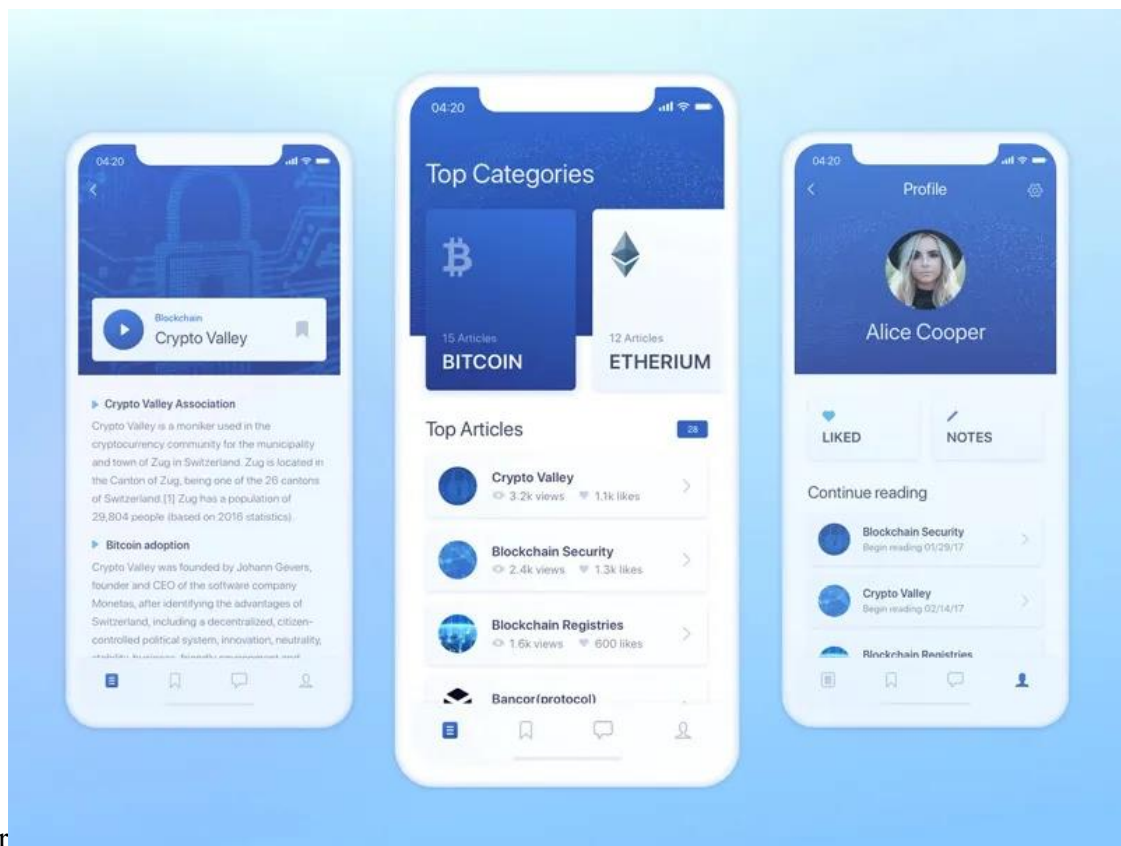 04:20
Blockchain
Crypto Valley
Crypto Valley Association
Crypto Valley is a moniker used in the
cryptocurrency community for the municipality
and town of Zug in Switzerland. Zug is located in
the Canton of Zug, being one of the 26 cantons
of Switzerland.[1] Zug has a population of
29,804 people (based on 2016 statistics)
Bitcoin adoption
Crypto Valley was founded by Johann Gevers,
founder and CEO of the software company
Monetas, after identifying the advantages of
Switzerland, including a decentralized, citizen-
controlled political system, innovation, neutrality,
stability, business-friendly environment and
04:20
Top Categories
15 Articles
BITCOIN
12 Articles
ETHERIUM
Top Articles
28
Crypto Valley
3.2k views 1.1k likes
Blockchain Security
2.4k views 1.3k likes
Blockchain Registries
1.6k views 600 likes
Bancor(protocol)
04:20
Profile
Alice Cooper
LIKED
NOTES
Continue reading
Blockchain Security
Begin reading 01/29/17
Crypto Valley
Begin reading 02/14/17
Blockchain Registries